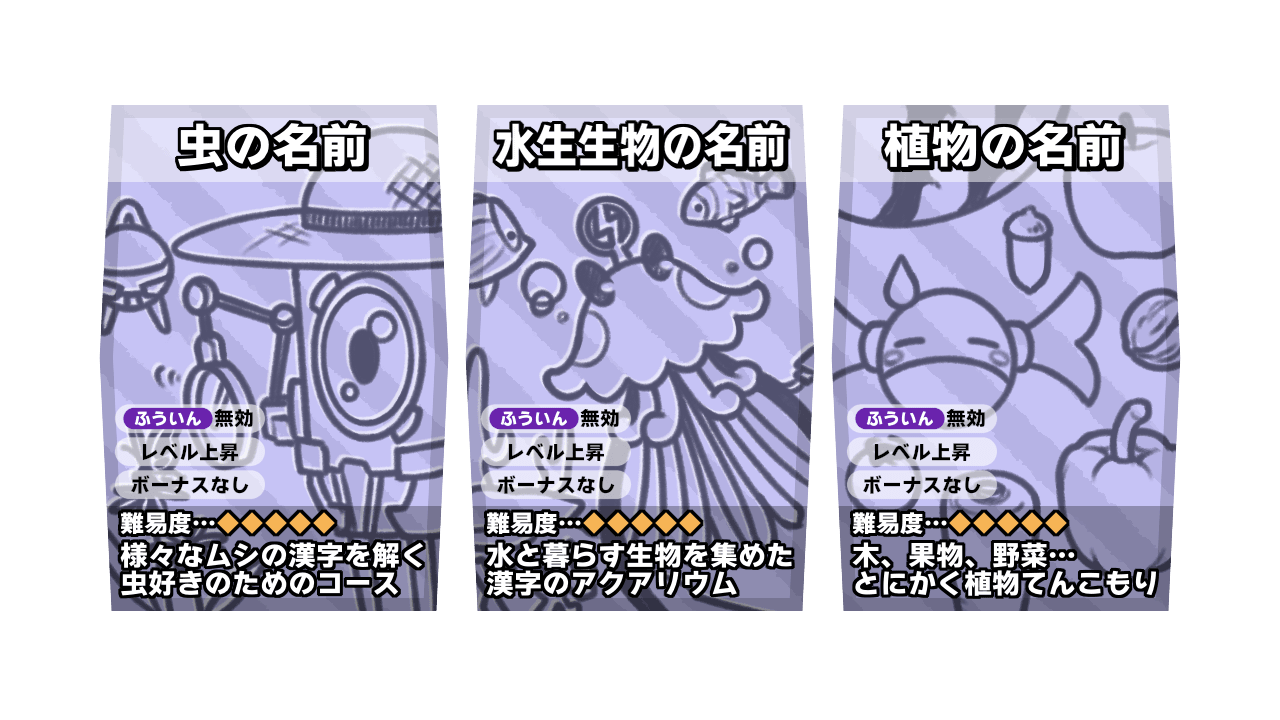 虫の名前
ふういん 無効
レベル上昇
ボーナスなし
難易度…◆◆◆◆◆
様々なムシの漢字を解く
虫好きのためのコース
水生生物の名前
ふういん 無効
レベル上昇
ボーナスなし
難易度…◆◆◆◆◆
水と暮らす生物を集めた
漢字のアクアリウム
植物の名前
ふういん 無効
レベル上昇
ボーナスなし
難易度…◆◆◆◆◆
木、果物、野菜…
とにかく植物てんこもり